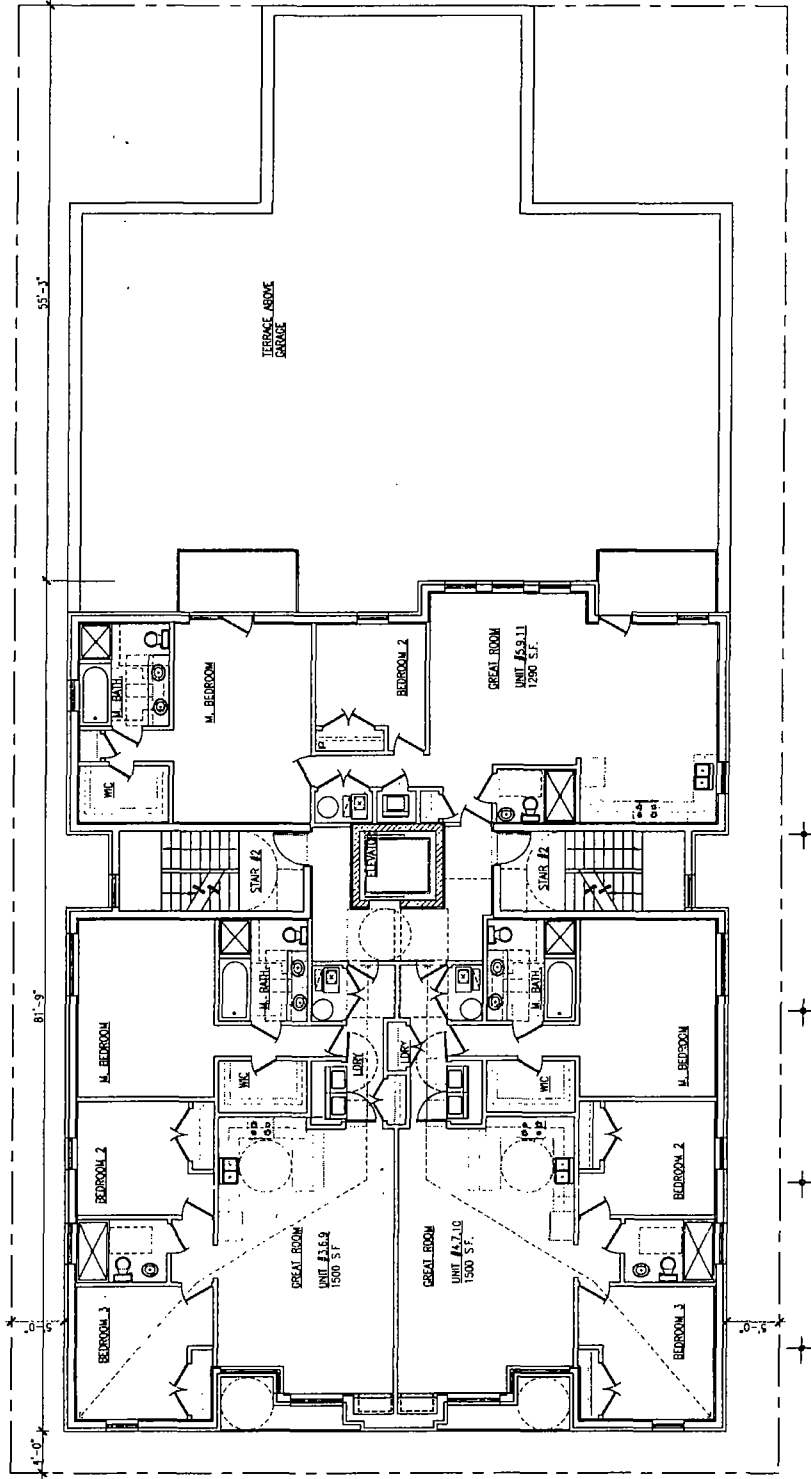 55'-3"
TERRACE ABOVE
GARAGE
M. BATH
WIC
M. BEDROOM
BEDROOM 2
GREAT ROOM
UNIT #5.9.11
1290 S.F.
STAIR #2
ELEVATOR
STAIR #2
81'-9"
M. BEDROOM
M. BATH
WIC
LDRY
LDRY
M. BATH
WIC
M. BEDROOM
BEDROOM 2
BEDROOM 2
GREAT ROOM
UNIT #3.6.9
1500 S.F.
GREAT ROOM
UNIT #4.7.10
1500 S.F.
BEDROOM 3
BEDROOM 3
5'-0"
5'-0"
4'-0"